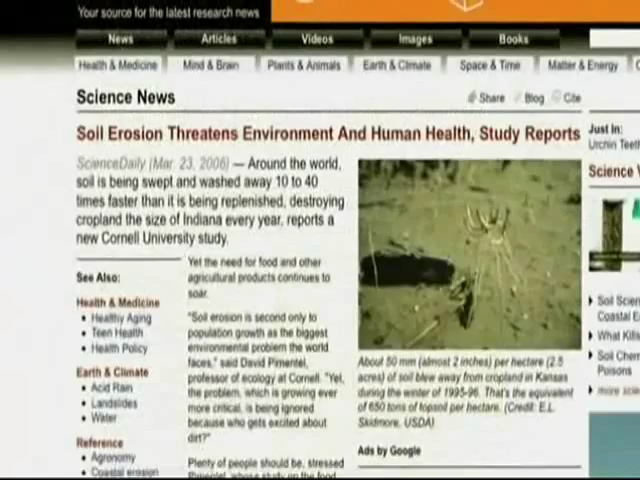 Your source for the latest research news
News
Articles
Videos
Images
Books
Health & Medicine
Mind & Brain
Plants & Animals
Earth & Climate
Space & Time
Matter & Energy
Science News
Share
Blog
Cite
Soil Erosion Threatens Environment And Human Health, Study Reports
ScienceDaily (Mar. 23, 2006) — Around the world,
soil is being swept and washed away 10 to 40
times faster than it is being replenished, destroying
cropland the size of Indiana every year, reports a
new Cornell University study.
See Also:
Health & Medicine
Healthy Aging
Teen Health
Health Policy
Earth & Climate
Acid Rain
Landslides
Water
Reference
Agronomy
Coastal erosion
Yet the need for food and other
agricultural products continues to
soar.
"Soil erosion is second only to
population growth as the biggest
environmental problem the world
faces," said David Pimentel,
professor of ecology at Cornell. "Yet,
the problem, which is growing ever
more critical, is being ignored
because who gets excited about
dirt?"
Plenty of people should be, stressed
Pimentel, whose study on the food
About 50 mm (almost 2 inches) per hectare (2.5
acres) of soil blew away from cropland in Kansas
during the winter of 1995-96. That's the equivalent
of 650 tons of topsoil per hectare. (Credit: E.L.
Skidmore, USDA)
Ads by Google
Just In:
Urchin Teeth
Science
Soil Scien
Coastal E
What Kills
Soil Chem
Poisons
more scie